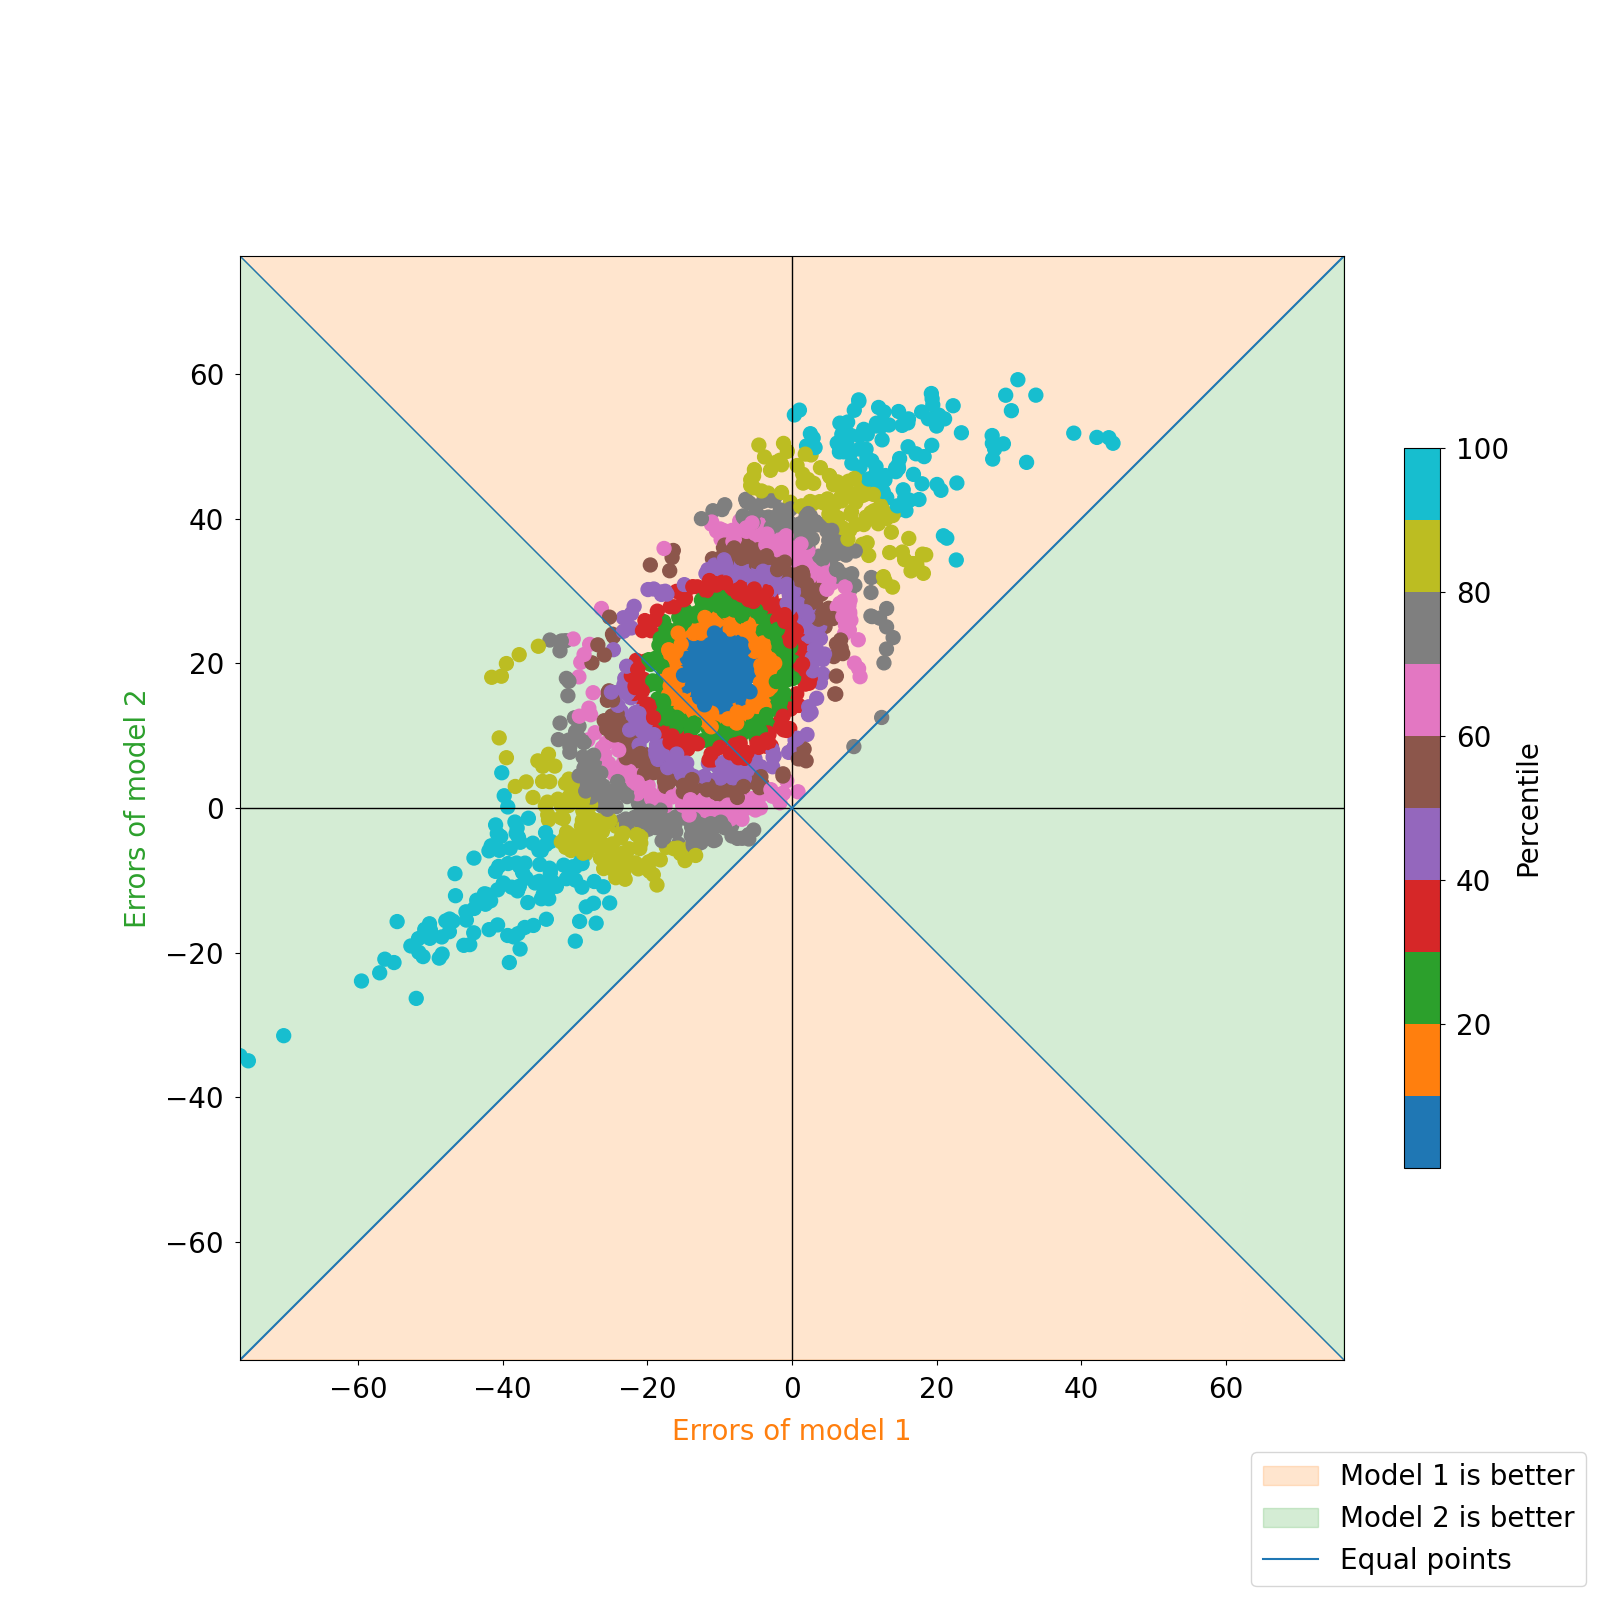 60
40
20
0
−20
−40
−60
Errors of model 2
−60 −40 −20 0 20 40 60
Errors of model 1
100
80
60
40
20
Percentile
Model 1 is better
Model 2 is better
Equal points